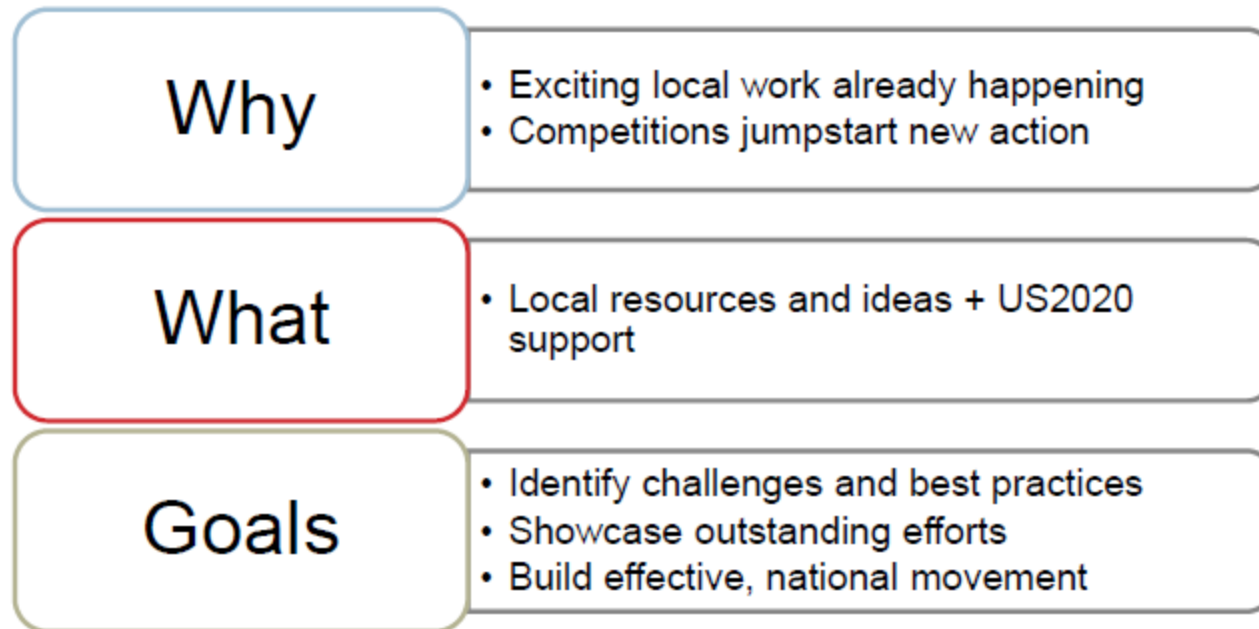 Why
• Exciting local work already happening
• Competitions jumpstart new action
What
• Local resources and ideas + US2020
support
Goals
• Identify challenges and best practices
• Showcase outstanding efforts
• Build effective, national movement